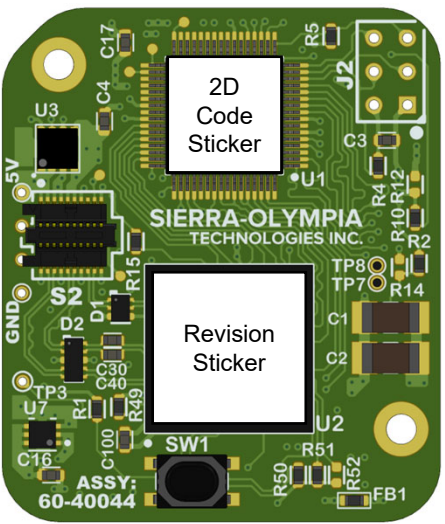 C17
R5
J2
2D
Code
Sticker
U3
C4
C3
5V
U1
R4
R12
R10
SIERRA-OLYMPIA
TECHNOLOGIES INC.
R2
R15
TP8
TP7
R14
S2
D1
GND
D2
C1
Revision
Sticker
C2
C30
C40
TP3
R1
R49
U7
C100
U2
SW1
C16
R50
R51
R52
ASSY:
60-40044
FB1